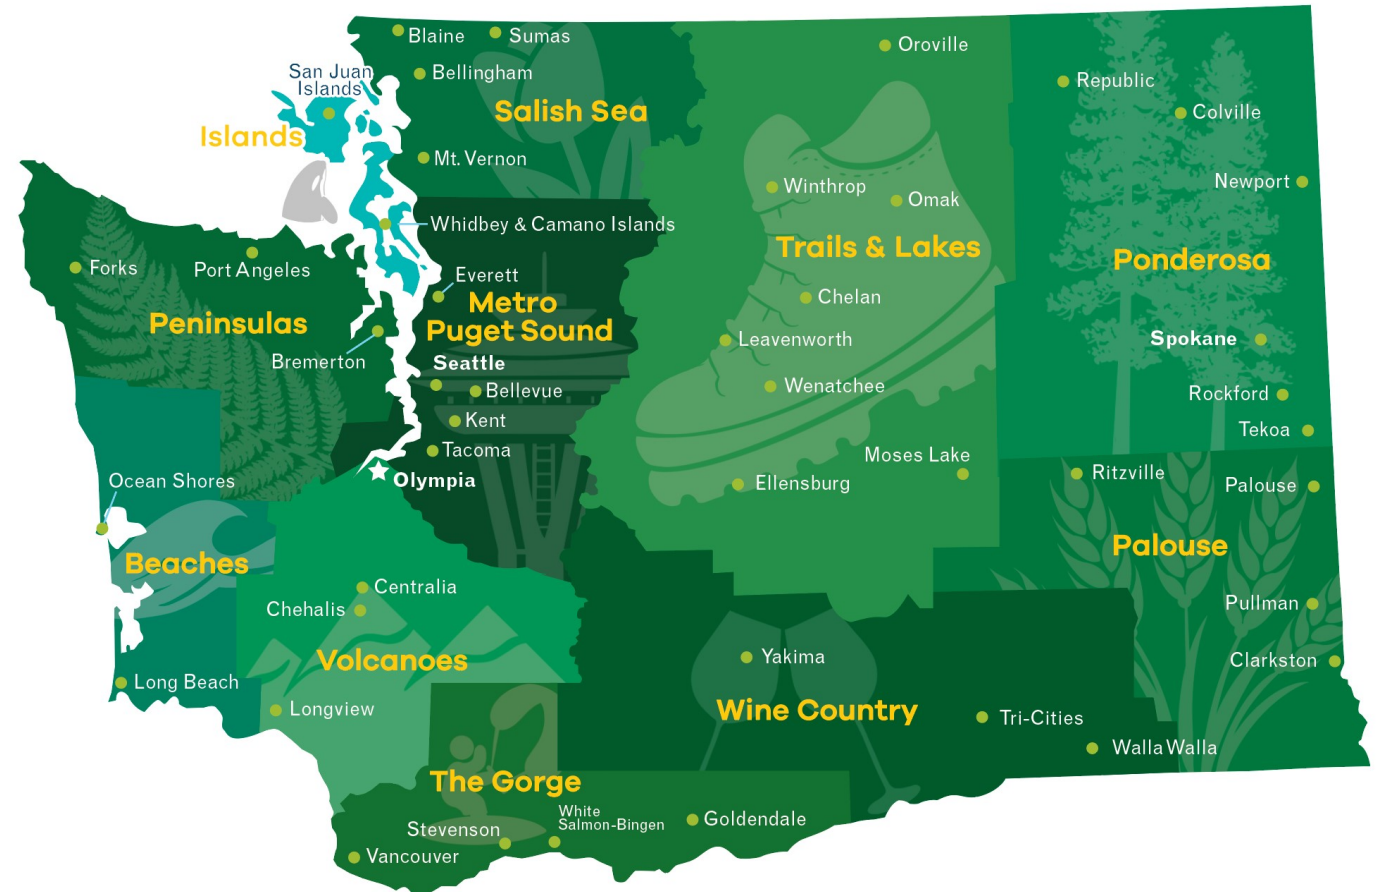 Blaine
Sumas
Oroville
San Juan
Islands
Bellingham
Republic
Salish Sea
Colville
Islands
Mt. Vernon
Newport
Winthrop
Omak
Whidbey & Camano Islands
Trails & Lakes
Ponderosa
Forks
Port Angeles
Everett
Chelan
Metro
Puget Sound
Peninsulas
Leavenworth
Spokane
Bremerton
Seattle
Wenatchee
Bellevue
Rockford
Kent
Tekoa
Tacoma
Moses Lake
Ocean Shores
Olympia
Ellensburg
Ritzville
Palouse
Palouse
Beaches
Centralia
Chehalis
Pullman
Volcanoes
Yakima
Clarkston
Long Beach
Longview
Wine Country
Tri-Cities
Walla Walla
The Gorge
White
Salmon-Bingen
Goldendale
Stevenson
Vancouver